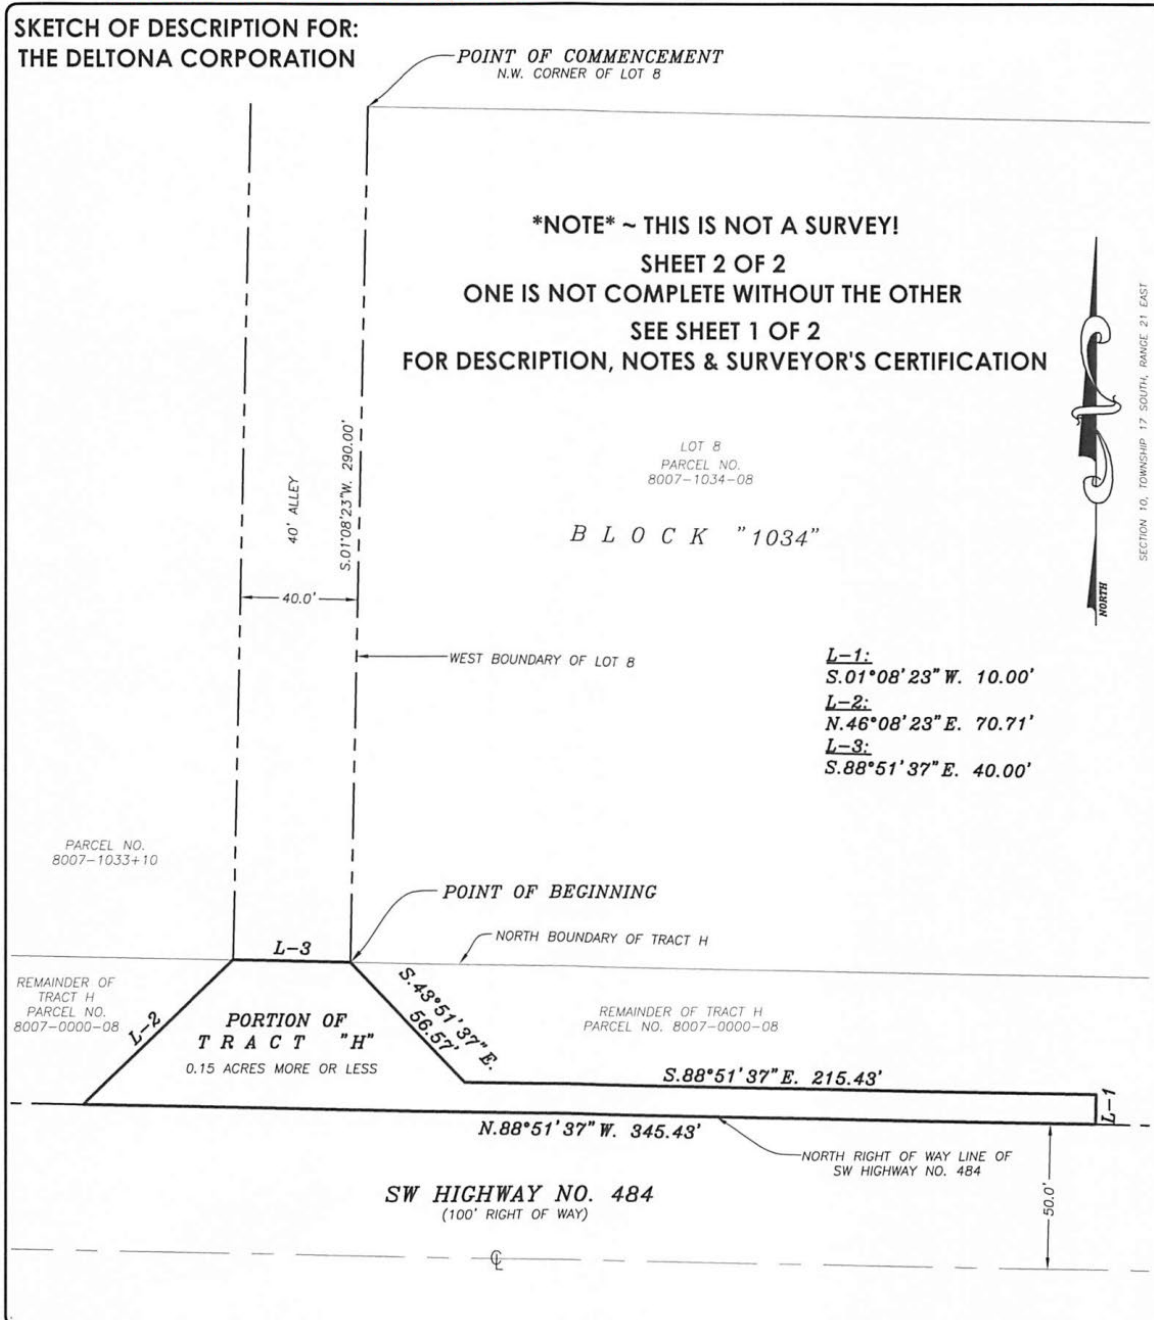 SKETCH OF DESCRIPTION FOR:
THE DELTONA CORPORATION
POINT OF COMMENCEMENT
N.W. CORNER OF LOT 8
*NOTE* ~ THIS IS NOT A SURVEY!
SHEET 2 OF 2
ONE IS NOT COMPLETE WITHOUT THE OTHER
SEE SHEET 1 OF 2
FOR DESCRIPTION, NOTES & SURVEYOR'S CERTIFICATION
SECTION 10, TOWNSHIP 17 SOUTH, RANGE 21 EAST
NORTH
LOT 8
PARCEL NO.
8007-1034-08
BLOCK "1034"
40' ALLEY
S.01°08'23"W. 290.00'
40.0'
WEST BOUNDARY OF LOT 8
L-1:
S.01°08'23"W. 10.00'
L-2:
N.46°08'23"E. 70.71'
L-3:
S.88°51'37"E. 40.00'
PARCEL NO.
8007-1033+10
POINT OF BEGINNING
L-3
NORTH BOUNDARY OF TRACT H
REMAINDER OF
TRACT H
PARCEL NO.
8007-0000-08
L-2
PORTION OF
TRACT "H"
0.15 ACRES MORE OR LESS
S.43°51'37"E.
56.57'
REMAINDER OF TRACT H
PARCEL NO. 8007-0000-08
S.88°51'37"E. 215.43'
L-1
N.88°51'37"W. 345.43'
NORTH RIGHT OF WAY LINE OF
SW HIGHWAY NO. 484
SW HIGHWAY NO. 484
(100' RIGHT OF WAY)
50.0'
℄